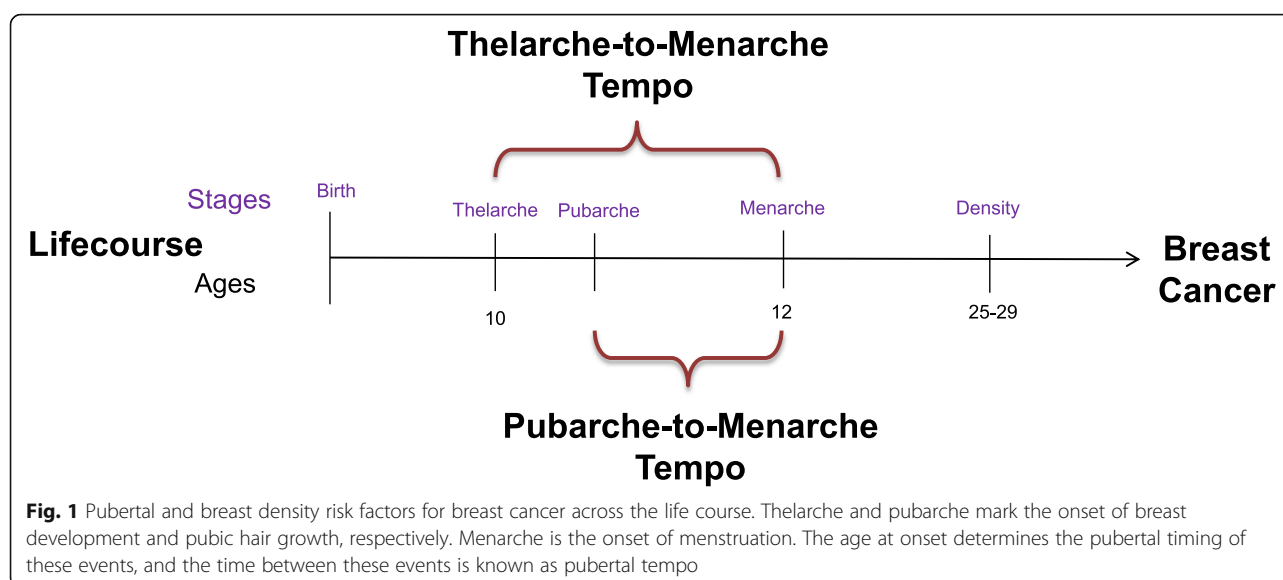 Thelarche-to-Menarche
Tempo
Stages
Birth
Thelarche
Pubarche
Menarche
Density
Lifecourse
Ages
Breast
Cancer
10
12
25-29
Pubarche-to-Menarche
Tempo
Fig. 1 Pubertal and breast density risk factors for breast cancer across the life course. Thelarche and pubarche mark the onset of breast
development and pubic hair growth, respectively. Menarche is the onset of menstruation. The age at onset determines the pubertal timing of
these events, and the time between these events is known as pubertal tempo